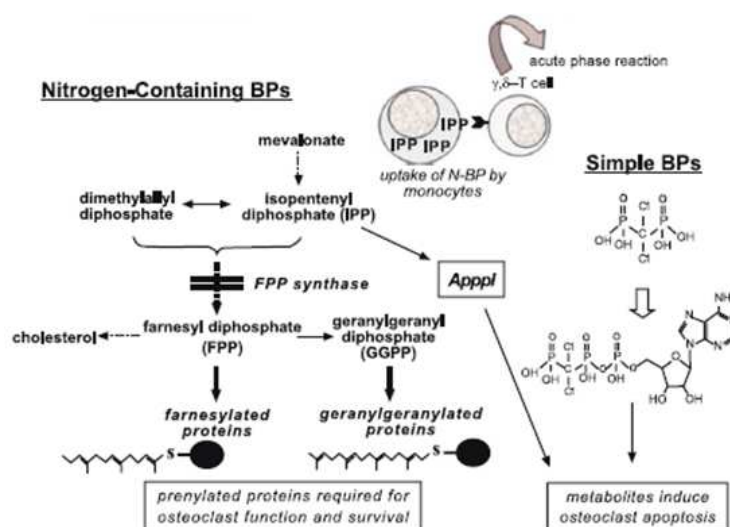 acute phase reaction
γ,δ–T cell
Nitrogen-Containing BPs
IPP
IPP IPP
mevalonate
uptake of N-BP by
monocytes
Simple BPs
dimethylallyl
diphosphate
isopentenyl
diphosphate (IPP)
O Cl O
OH P P OH
OH Cl OH
ApppI
FPP synthase
cholesterol
farnesyl diphosphate
(FPP)
geranylgeranyl
diphosphate
(GGPP)
NH
N N
N N
O Cl O O
OH P P O P O O
OH Cl OH OH
HO OH
farnesylated
proteins
geranylgeranylated
proteins
S
S
prenylated proteins required for
osteoclast function and survival
metabolites induce
osteoclast apoptosis